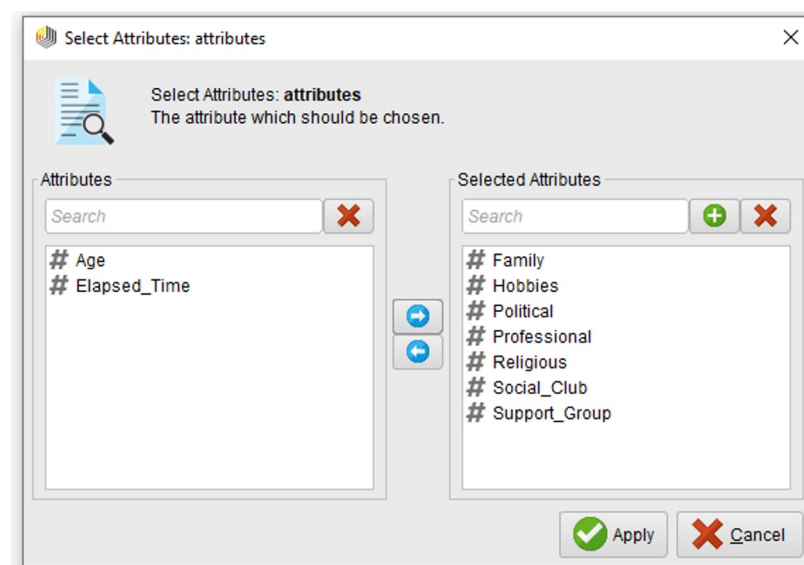 Select Attributes: attributes
Select Attributes: attributes
The attribute which should be chosen.
Attributes
Search
# Age
# Elapsed_Time
Selected Attributes
Search
# Family
# Hobbies
# Political
# Professional
# Religious
# Social_Club
# Support_Group
Apply
Cancel